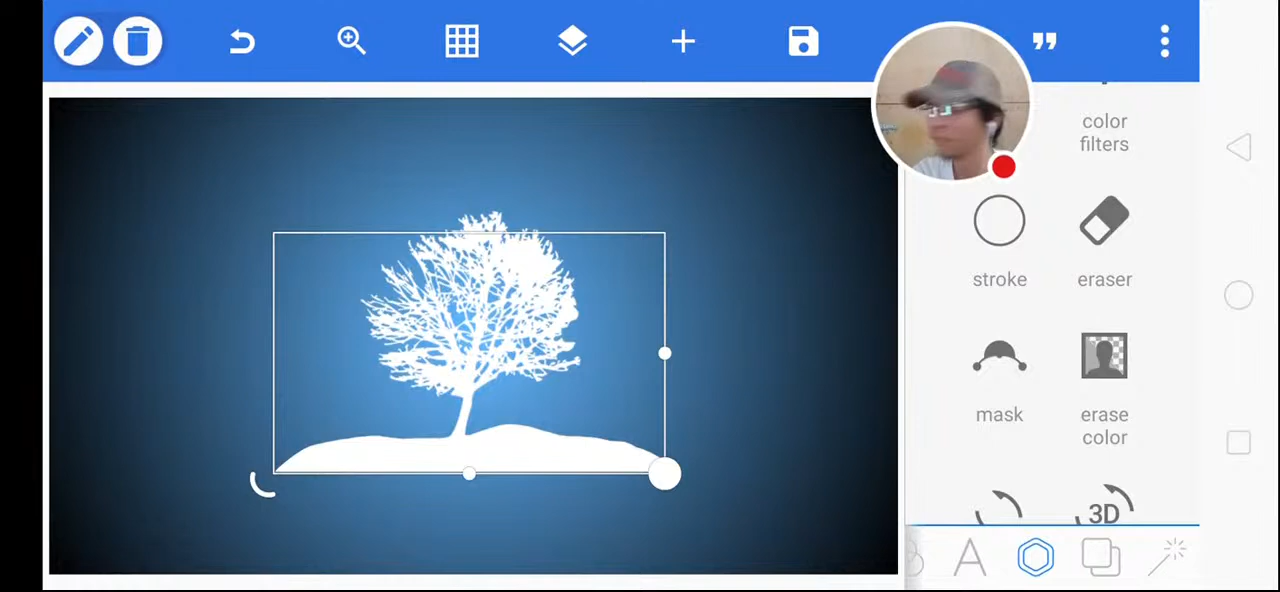 color
filters
stroke
eraser
mask
erase
color
3D
A